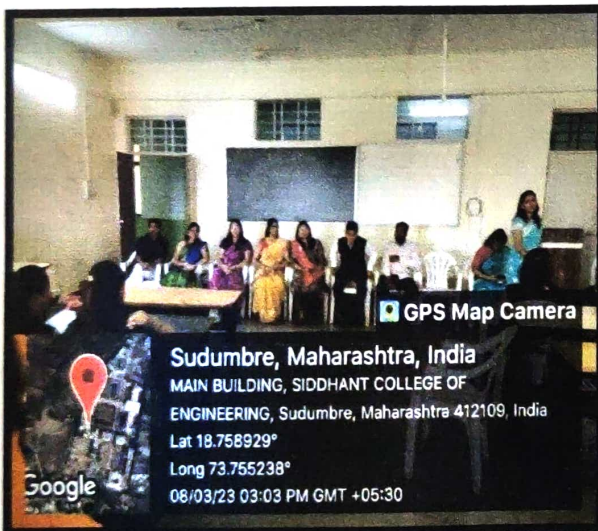 GPS Map Camera
Sudumbre, Maharashtra, India
MAIN BUILDING, SIDDHANT COLLEGE OF
ENGINEERING, Sudumbre, Maharashtra 412109, India
Lat 18.758929°
Long 73.755238°
08/03/23 03:03 PM GMT +05:30
Google